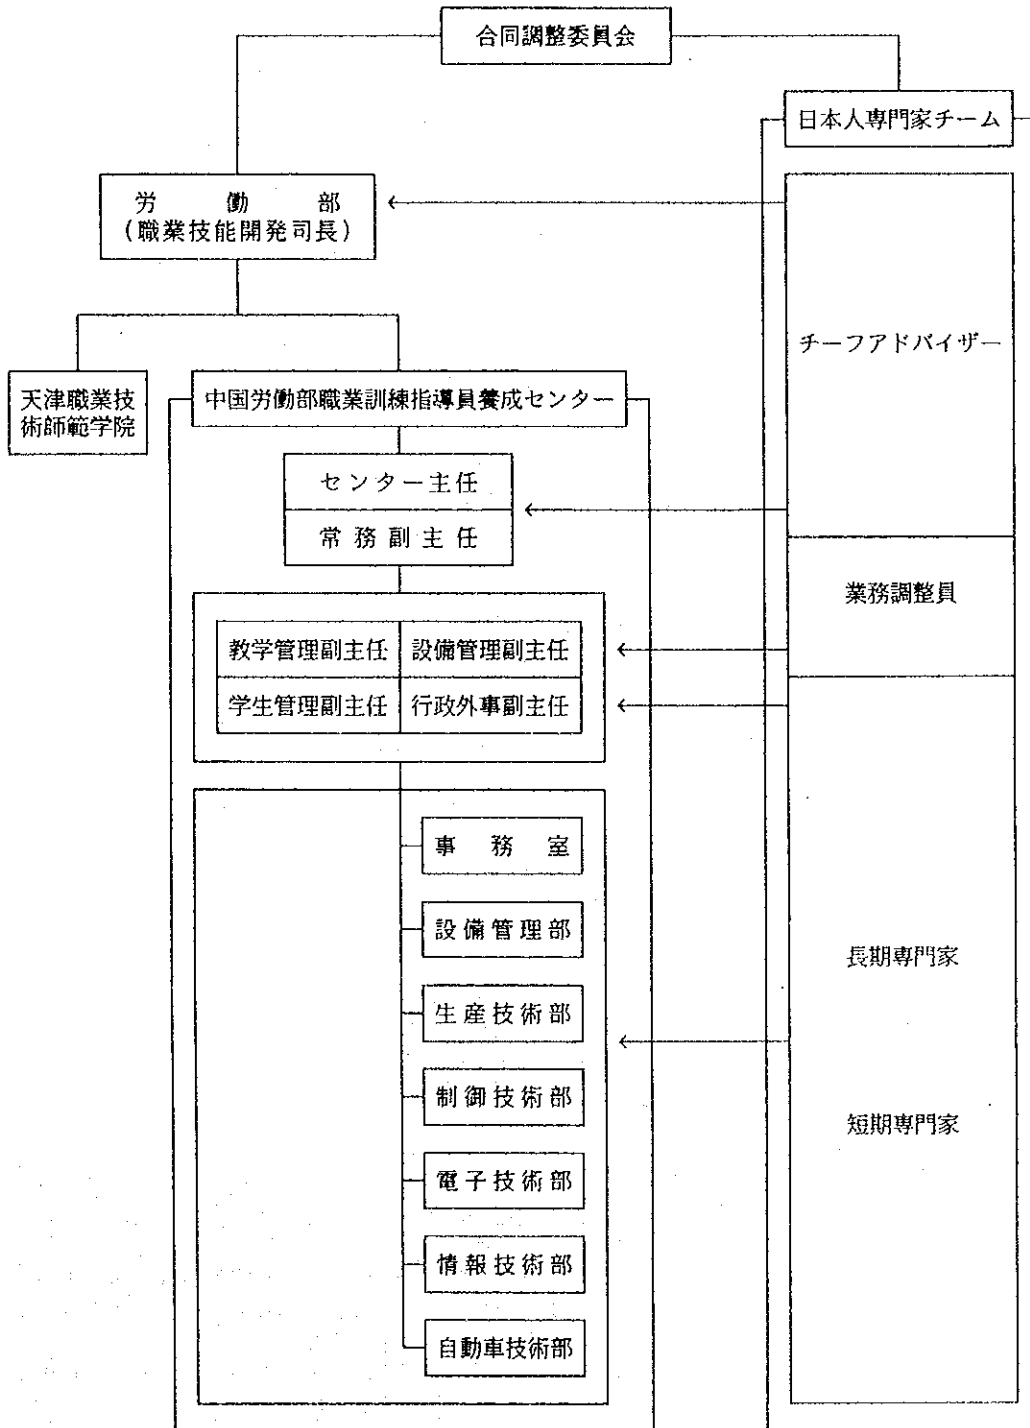 合同調整委員会
日本人専門家チーム
労働部
(職業技能開発司長)
チーフアドバイザー
天津職業技
術師範学院
中国労働部職業訓練指導員養成センター
センター主任
常務副主任
業務調整員
教学管理副主任
設備管理副主任
学生管理副主任
行政外事副主任
事務室
設備管理部
生産技術部
制御技術部
電子技術部
情報技術部
自動車技術部
長期専門家
短期専門家